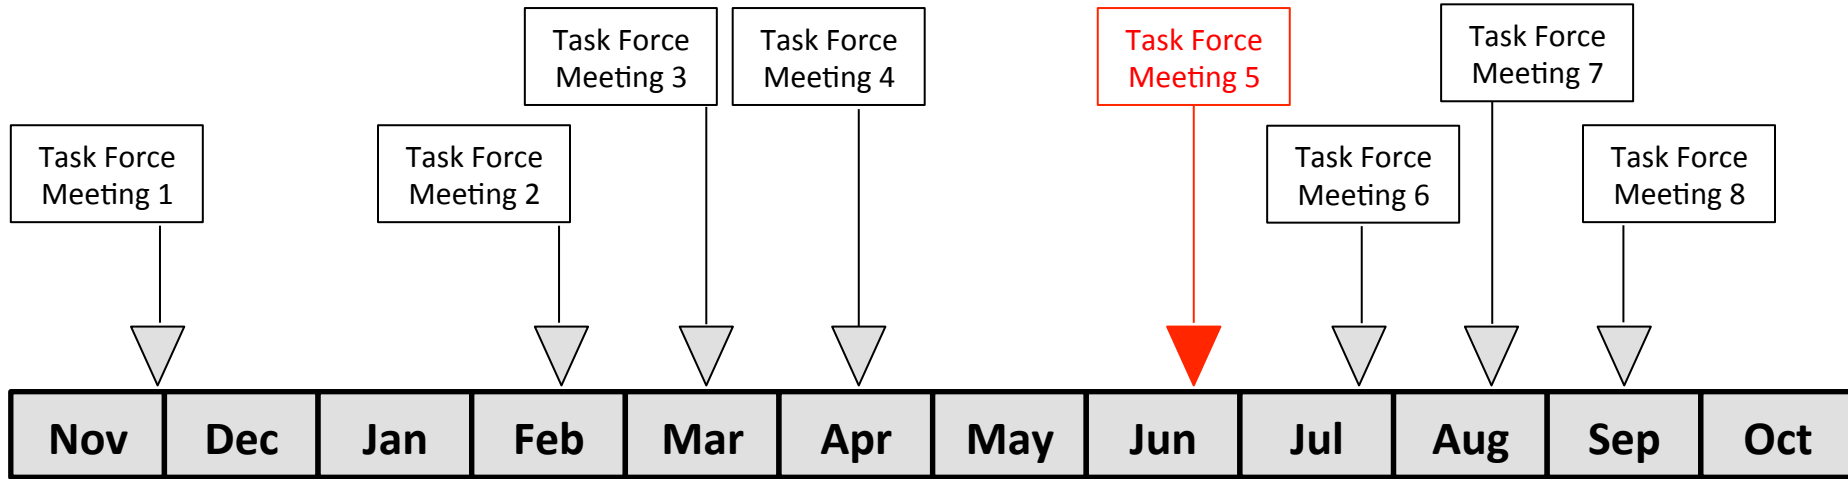 Task Force
Meeting 3
Task Force
Meeting 4
Task Force
Meeting 5
Task Force
Meeting 7
Task Force
Meeting 1
Task Force
Meeting 2
Task Force
Meeting 6
Task Force
Meeting 8
Nov Dec Jan Feb Mar Apr May Jun Jul Aug Sep Oct